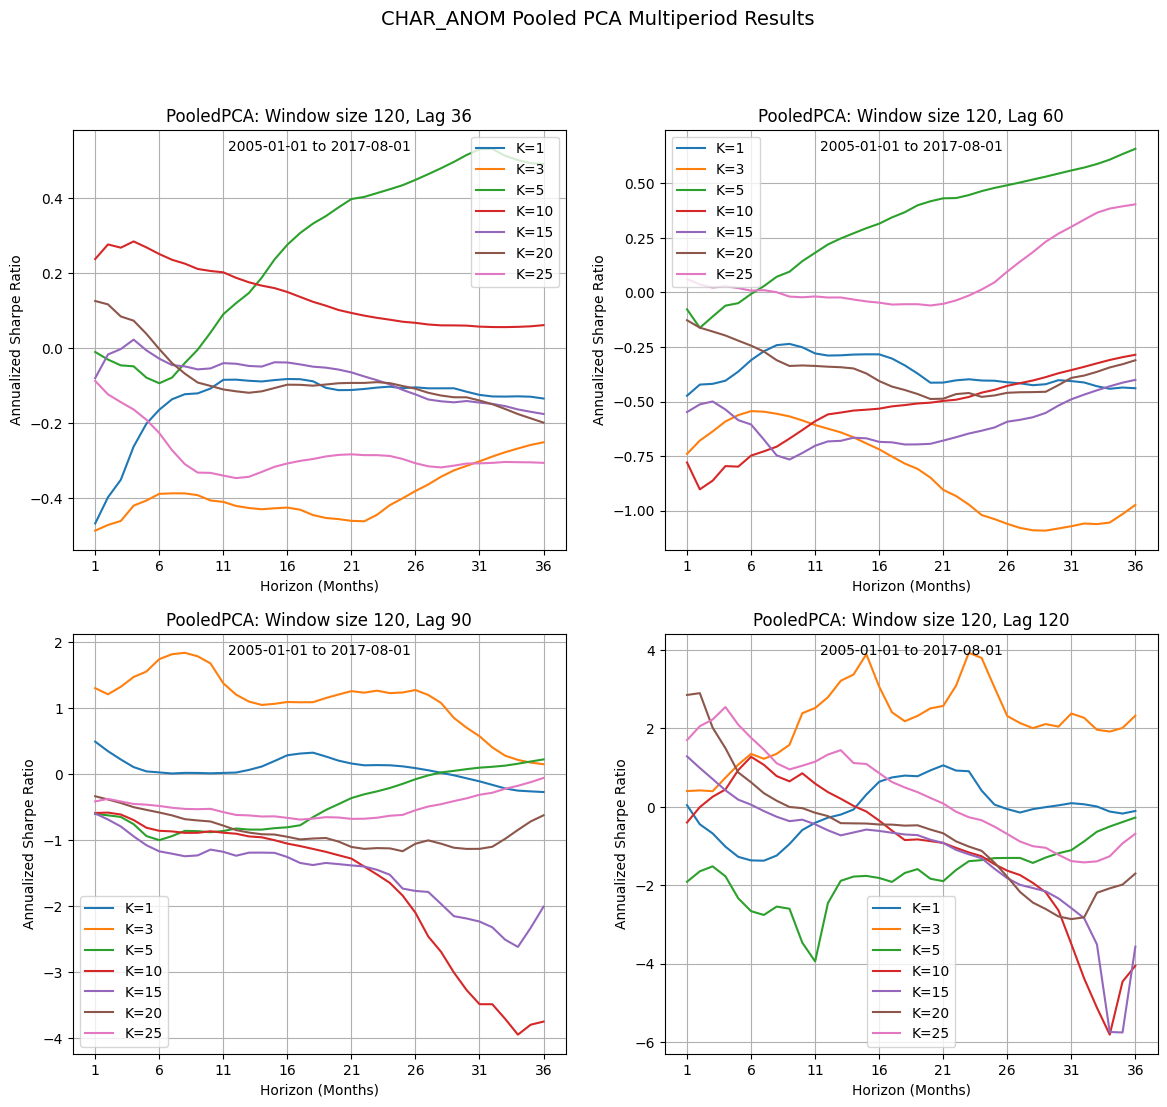 CHAR_ANOM Pooled PCA Multiperiod Results
PooledPCA: Window size 120, Lag 36
2005-01-01 to 2017-08-01
K=1
K=3
K=5
K=10
K=15
K=20
K=25
0.4
0.2
0.0
−0.2
−0.4
Annualized Sharpe Ratio
1 6 11 16 21 26 31 36
Horizon (Months)
PooledPCA: Window size 120, Lag 60
2005-01-01 to 2017-08-01
K=1
K=3
K=5
K=10
K=15
K=20
K=25
0.50
0.25
0.00
−0.25
−0.50
−0.75
−1.00
Annualized Sharpe Ratio
1 6 11 16 21 26 31 36
Horizon (Months)
PooledPCA: Window size 120, Lag 90
2005-01-01 to 2017-08-01
2
1
0
−1
−2
−3
−4
Annualized Sharpe Ratio
K=1
K=3
K=5
K=10
K=15
K=20
K=25
1 6 11 16 21 26 31 36
Horizon (Months)
PooledPCA: Window size 120, Lag 120
2005-01-01 to 2017-08-01
4
2
0
−2
−4
−6
Annualized Sharpe Ratio
K=1
K=3
K=5
K=10
K=15
K=20
K=25
1 6 11 16 21 26 31 36
Horizon (Months)